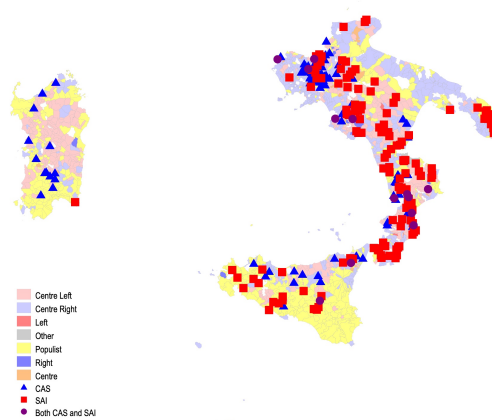 Centre Left
Centre Right
Left
Other
Populist
Right
Centre
CAS
SAI
Both CAS and SAI